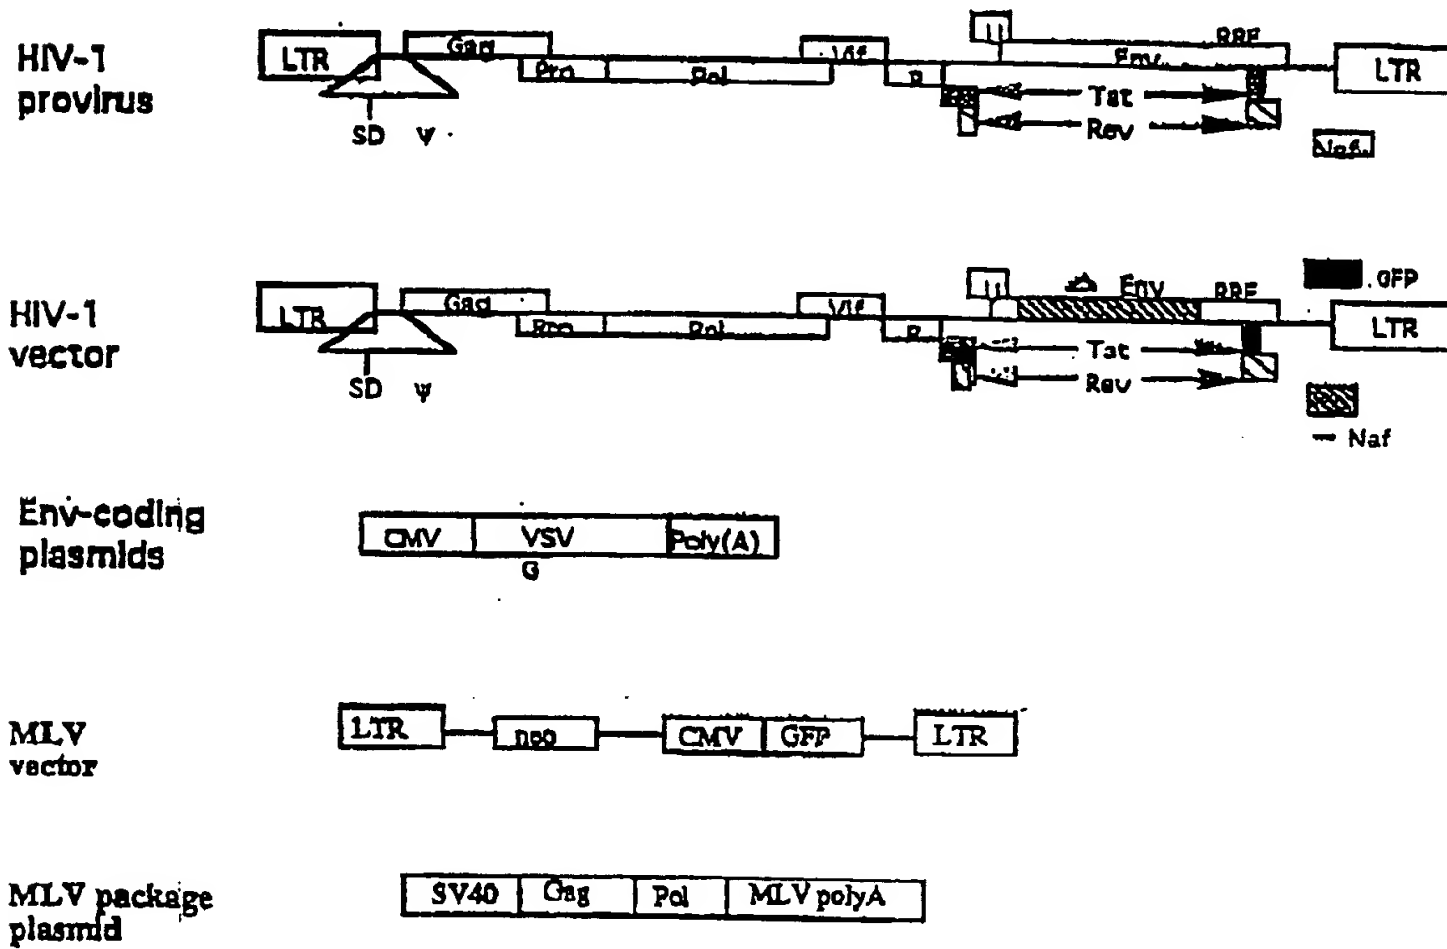 HIV-1
provirus
LTR
Gag
Pro
Pol
Vif
R
U
Env
RRE
LTR
Tat
Rev
SD Ψ
Nef
HIV-1
vector
LTR
Gag
Pro
Pol
Vif
R
U
Δ Env
RRE
GFP
LTR
Tat
Rev
SD Ψ
— Naf
Env-coding
plasmids
CMV VSV Poly(A)
G
MLV
vector
LTR neo CMV GFP LTR
MLV package
plasmid
SV40 Gag Pol MLV polyA